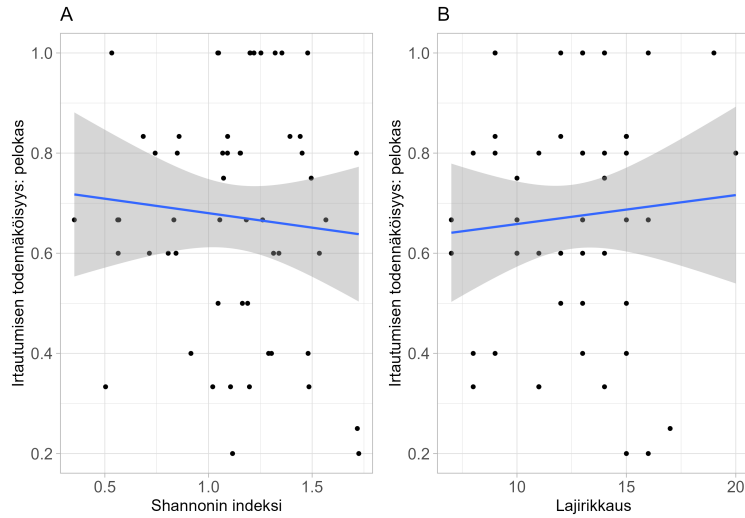 A
Irtautumisen todennäköisyys: pelokas
1.0
0.8
0.6
0.4
0.2
0.5
1.0
1.5
Shannonin indeksi
B
Irtautumisen todennäköisyys: pelokas
1.0
0.8
0.6
0.4
0.2
10
15
20
Lajirikkaus